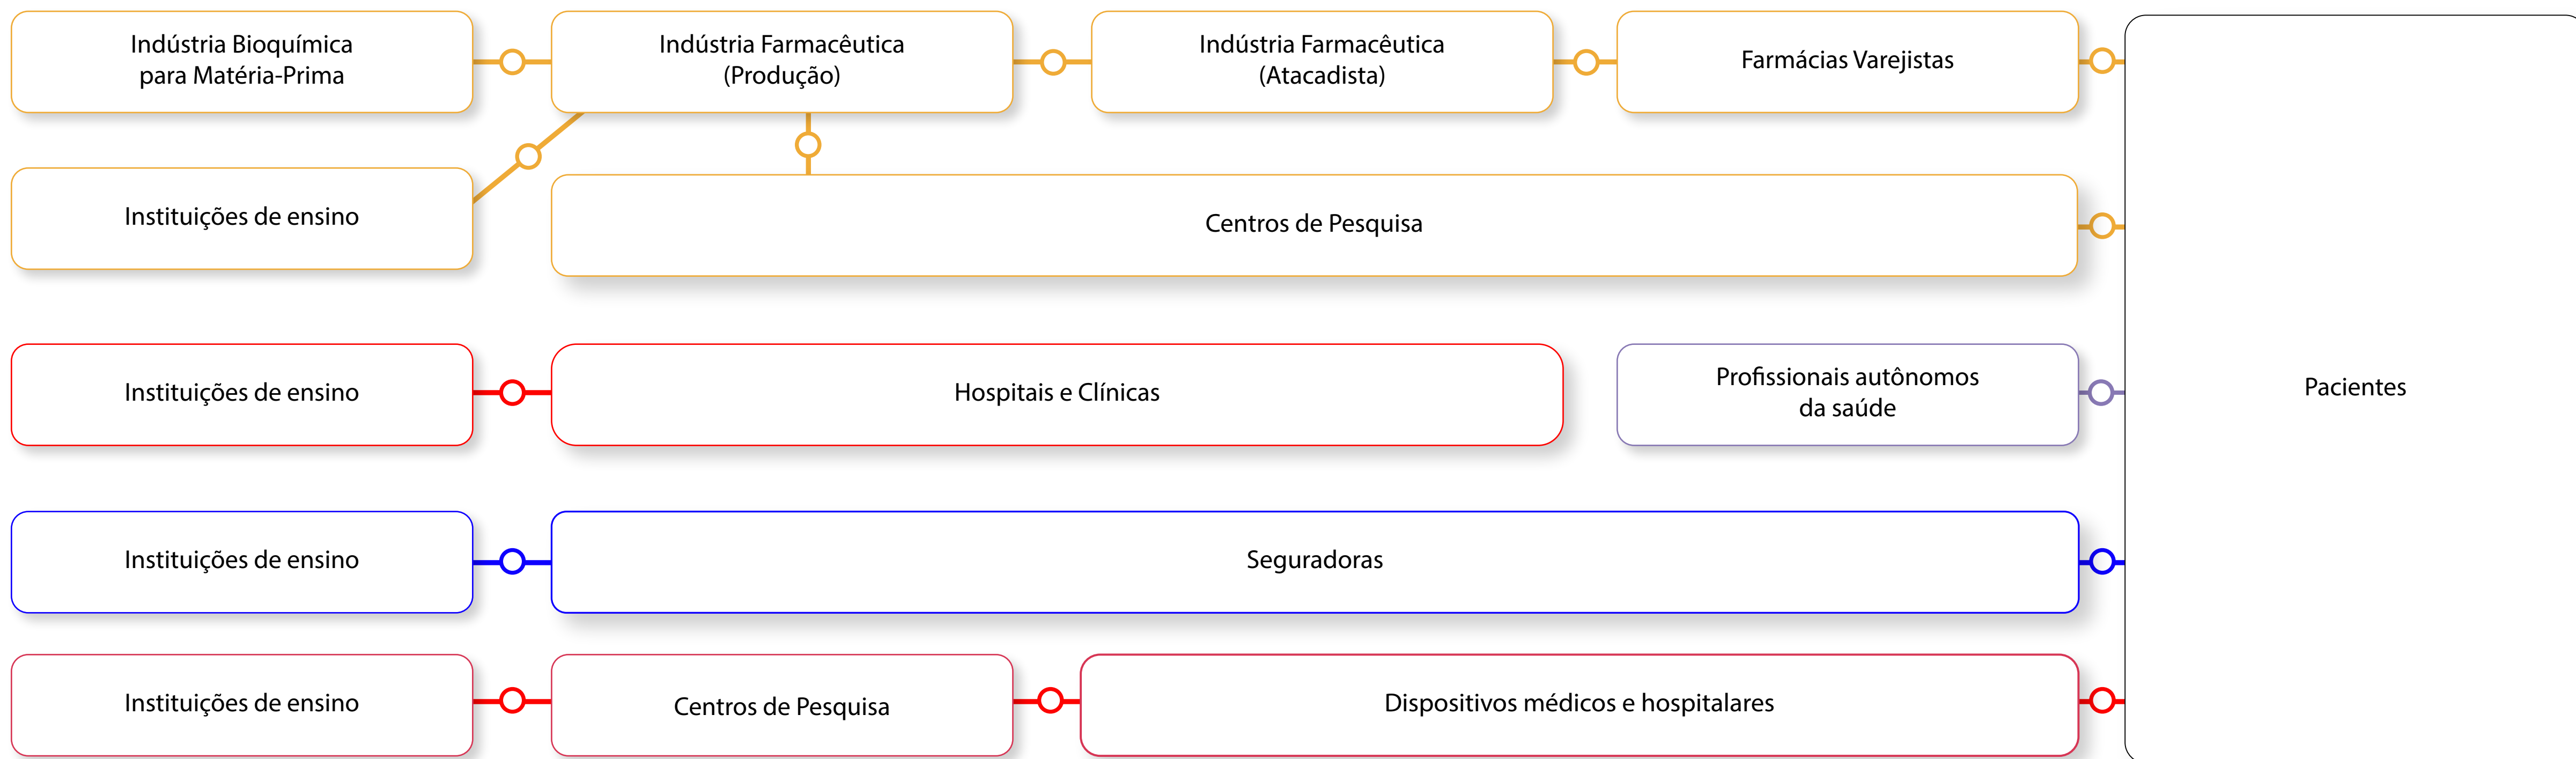 Indústria Bioquímica
para Matéria-Prima
Indústria Farmacêutica
(Produção)
Indústria Farmacêutica
(Atacadista)
Farmácias Varejistas
Instituições de ensino
Centros de Pesquisa
Instituições de ensino
Hospitais e Clínicas
Profissionais autônomos
da saúde
Pacientes
Instituições de ensino
Seguradoras
Instituições de ensino
Centros de Pesquisa
Dispositivos médicos e hospitalares